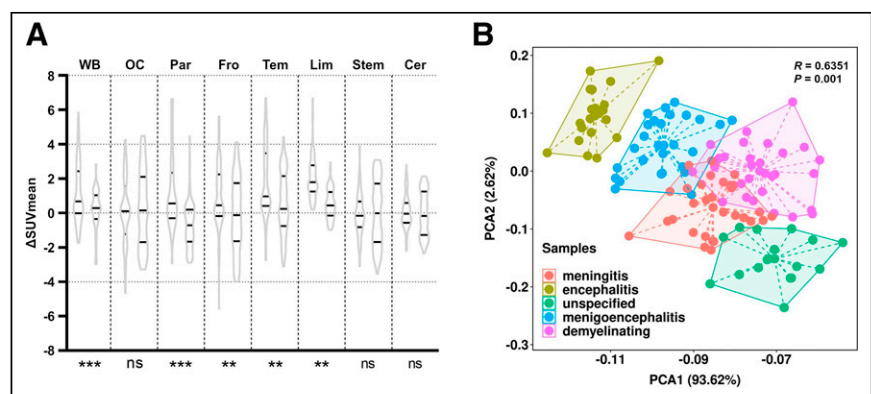 A
WB OC Par Fro Tem Lim Stem Cer
ΔSUVmean
8
6
4
2
0
-2
-4
-6
-8
*** ns *** ** ** ** ns ns
B
R = 0.6351
P = 0.001
PCA2 (2.62%)
0.2
0.1
0.0
-0.1
-0.2
-0.3
Samples
meningitis
encephalitis
unspecified
menigoencephalitis
demyelinating
-0.11 -0.09 -0.07
PCA1 (93.62%)